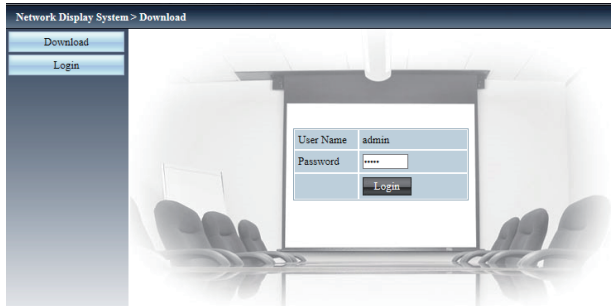 Network Display System > Download
Download
Login
User Name admin
Password •••••
Login